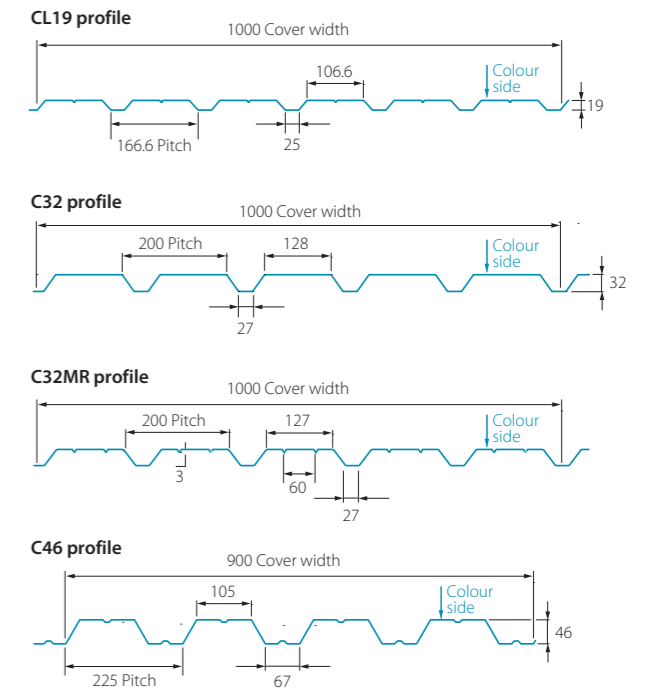 CL19 profile
1000 Cover width
106.6
Colour
side
19
166.6 Pitch
25
C32 profile
1000 Cover width
200 Pitch
128
Colour
side
32
27
C32MR profile
1000 Cover width
200 Pitch
127
Colour
side
3
60
27
C46 profile
900 Cover width
105
Colour
side
46
225 Pitch
67